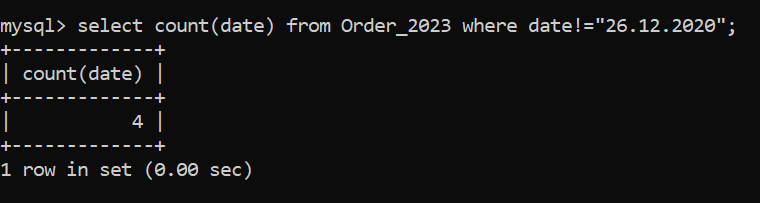 mysql> select count(date) from Order_2023 where date!="26.12.2020";
+-------------+
| count(date) |
+-------------+
|           4 |
+-------------+
1 row in set (0.00 sec)